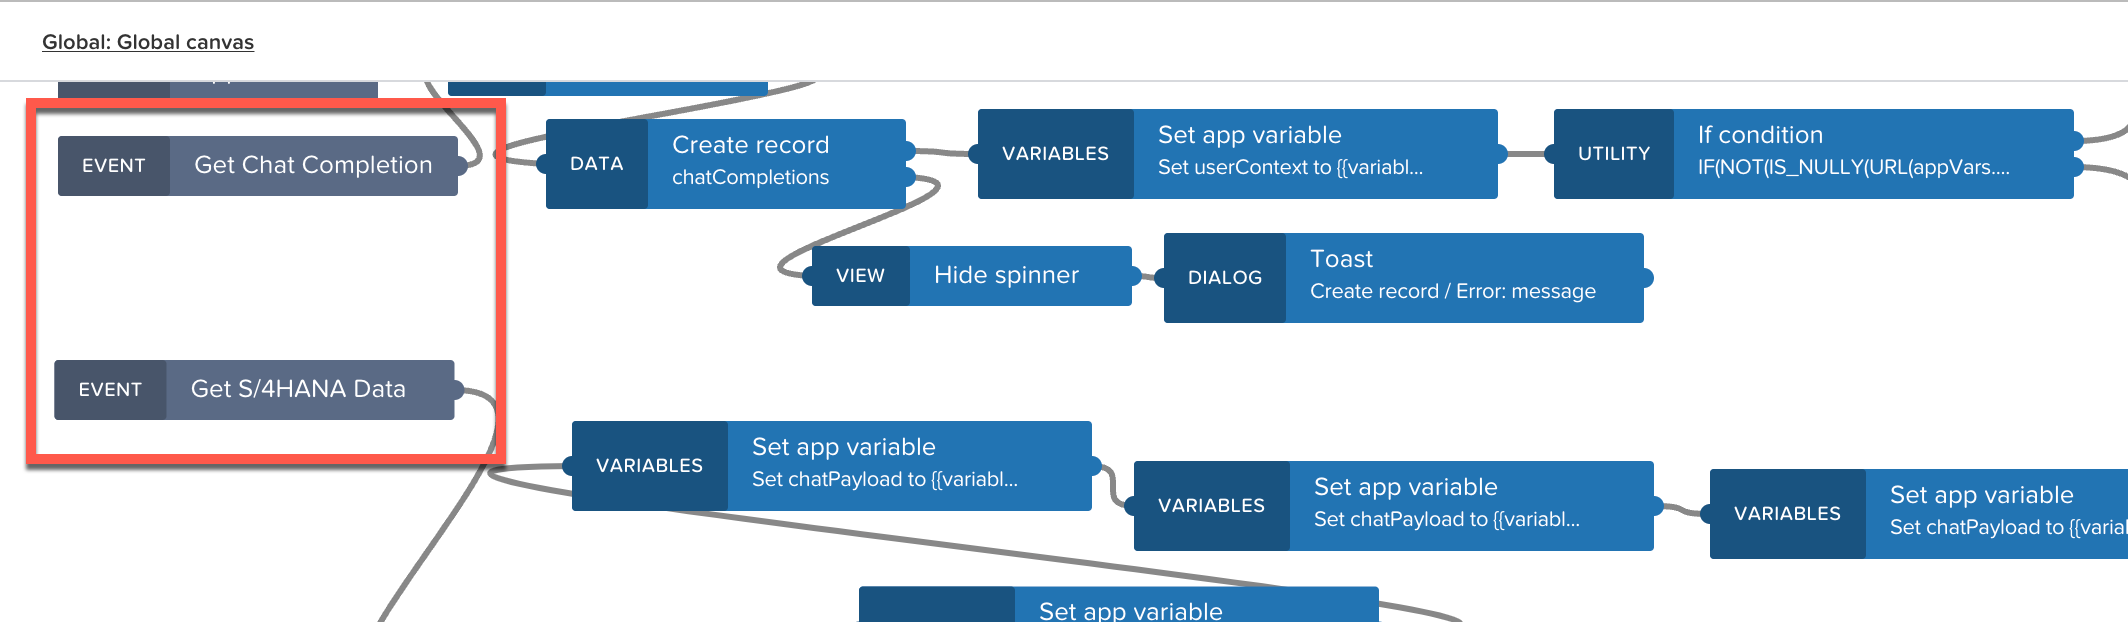 Global: Global canvas
EVENT
Get Chat Completion
DATA
Create record
chatCompletions
VARIABLES
Set app variable
Set userContext to {{variabl...
UTILITY
If condition
IF(NOT(IS_NULLY(URL(appVars....
VIEW
Hide spinner
DIALOG
Toast
Create record / Error: message
EVENT
Get S/4HANA Data
VARIABLES
Set app variable
Set chatPayload to {{variabl...
VARIABLES
Set app variable
Set chatPayload to {{variabl...
VARIABLES
Set app variable
Set chatPayload to {{variabl
Set app variable